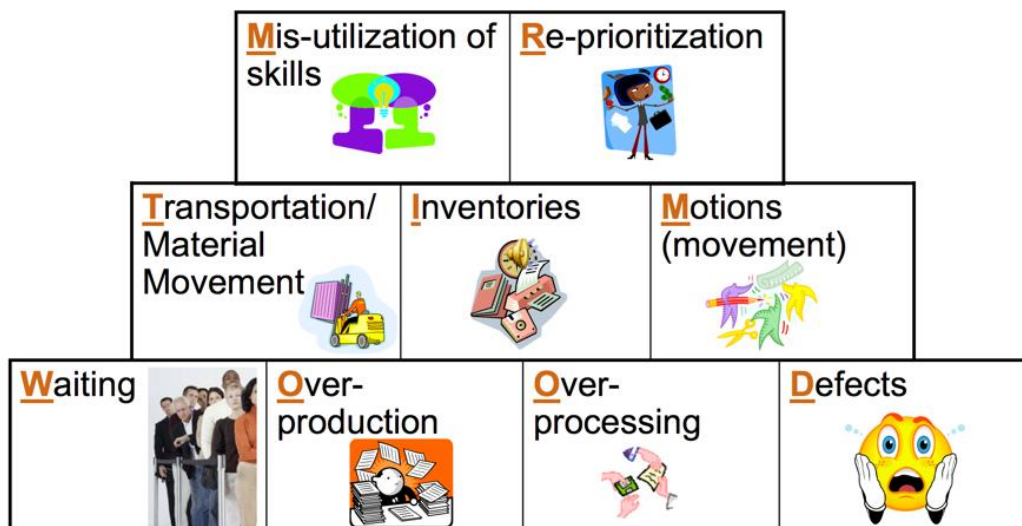 Mis-utilization of
skills
Re-prioritization
Transportation/
Material
Movement
Inventories
Motions
(movement)
Waiting
Over-
production
Over-
processing
Defects